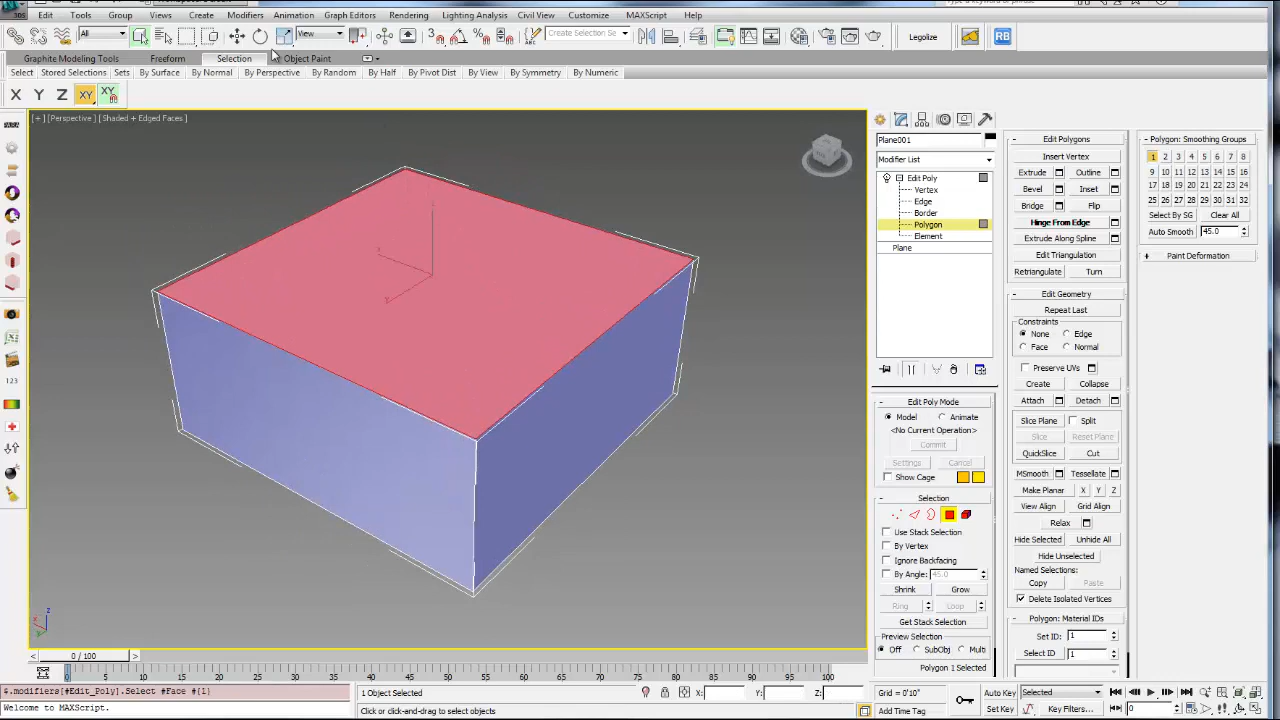 Edit Tools Group Views Create Modifiers Animation Graph Editors Rendering Lighting Analysis Civil View Customize MAXScript Help
All View Create Selection Se Legolize RB
Graphite Modeling Tools Freeform Selection Object Paint
Select Stored Selections Sets By Surface By Normal By Perspective By Random By Half By Pivot Dist By View By Symmetry By Numeric
X Y Z XY XY
[ + ] [Perspective ] [Shaded + Edged Faces ]
Plane001
Modifier List
Edit Poly
Vertex
Edge
Border
Polygon
Element
Plane
Edit Poly Mode
Model Animate
<No Current Operation>
Commit
Settings Cancel
Show Cage
Selection
Use Stack Selection
By Vertex
Ignore Backfacing
By Angle: 45.0
Shrink Grow
Ring Loop
Get Stack Selection
Preview Selection
Off SubObj Multi
Polygon 1 Selected
Edit Polygons
Insert Vertex
Extrude Outline
Bevel Inset
Bridge Flip
Hinge From Edge
Extrude Along Spline
Edit Triangulation
Retriangulate Turn
Edit Geometry
Repeat Last
Constraints
None Edge
Face Normal
Preserve UVs
Create Collapse
Attach Detach
Slice Plane Split
Slice Reset Plane
QuickSlice Cut
MSmooth Tessellate
Make Planar X Y Z
View Align Grid Align
Relax
Hide Selected Unhide All
Hide Unselected
Named Selections:
Copy Paste
Delete Isolated Vertices
Polygon: Material IDs
Set ID: 1
Select ID 1
Polygon: Smoothing Groups
1 2 3 4 5 6 7 8
9 10 11 12 13 14 15 16
17 18 19 20 21 22 23 24
25 26 27 28 29 30 31 32
Select By SG Clear All
Auto Smooth 45.0
Paint Deformation
123
z
x
y
< 0 / 100 >
0 5 10 15 20 25 30 35 40 45 50 55 60 65 70 75 80 85 90 95 100
$.modifiers[#Edit_Poly].Select #Face #{1}
Welcome to MAXScript.
1 Object Selected
Click or click-and-drag to select objects
X: Y: Z: Grid = 0'10"
Add Time Tag
Auto Key Selected
Set Key Key Filters... 0